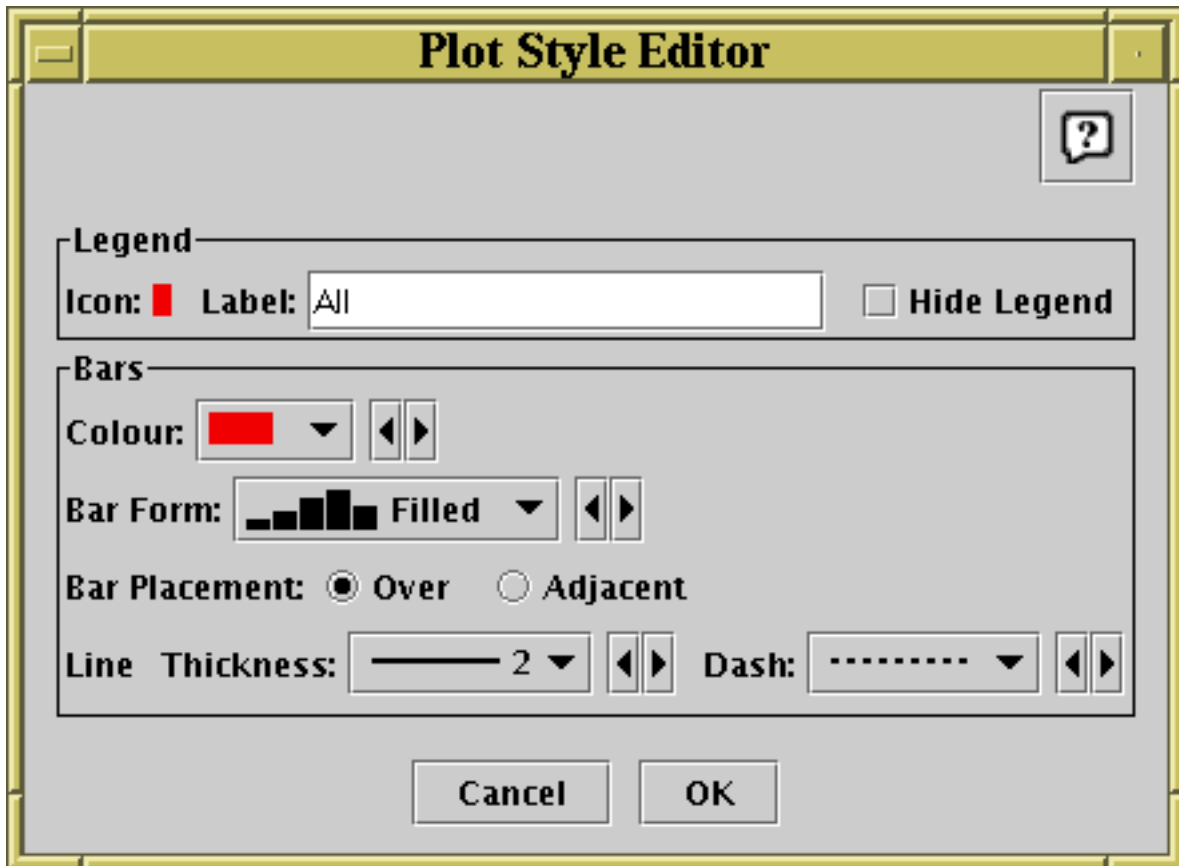 Plot Style Editor
?
Legend
Icon: Label: All Hide Legend
Bars
Colour:
Bar Form: Filled
Bar Placement: Over Adjacent
Line Thickness: 2 Dash:
Cancel OK